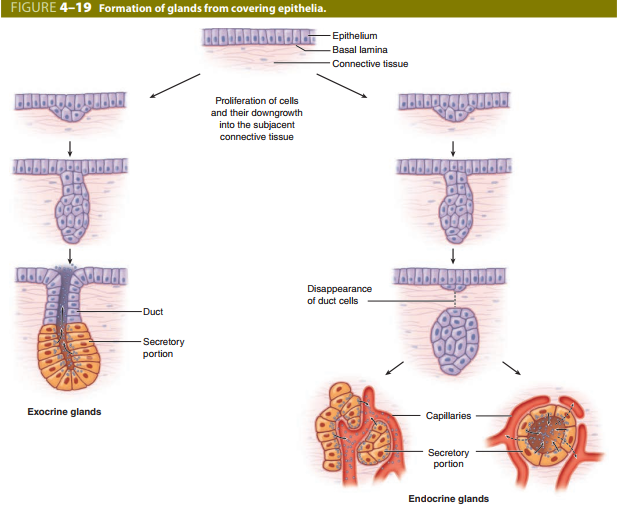 FIGURE 4–19 Formation of glands from covering epithelia.
Epithelium
Basal lamina
Connective tissue
Proliferation of cells
and their downgrowth
into the subjacent
connective tissue
Disappearance
of duct cells
Duct
Secretory
portion
Exocrine glands
Capillaries
Secretory
portion
Endocrine glands